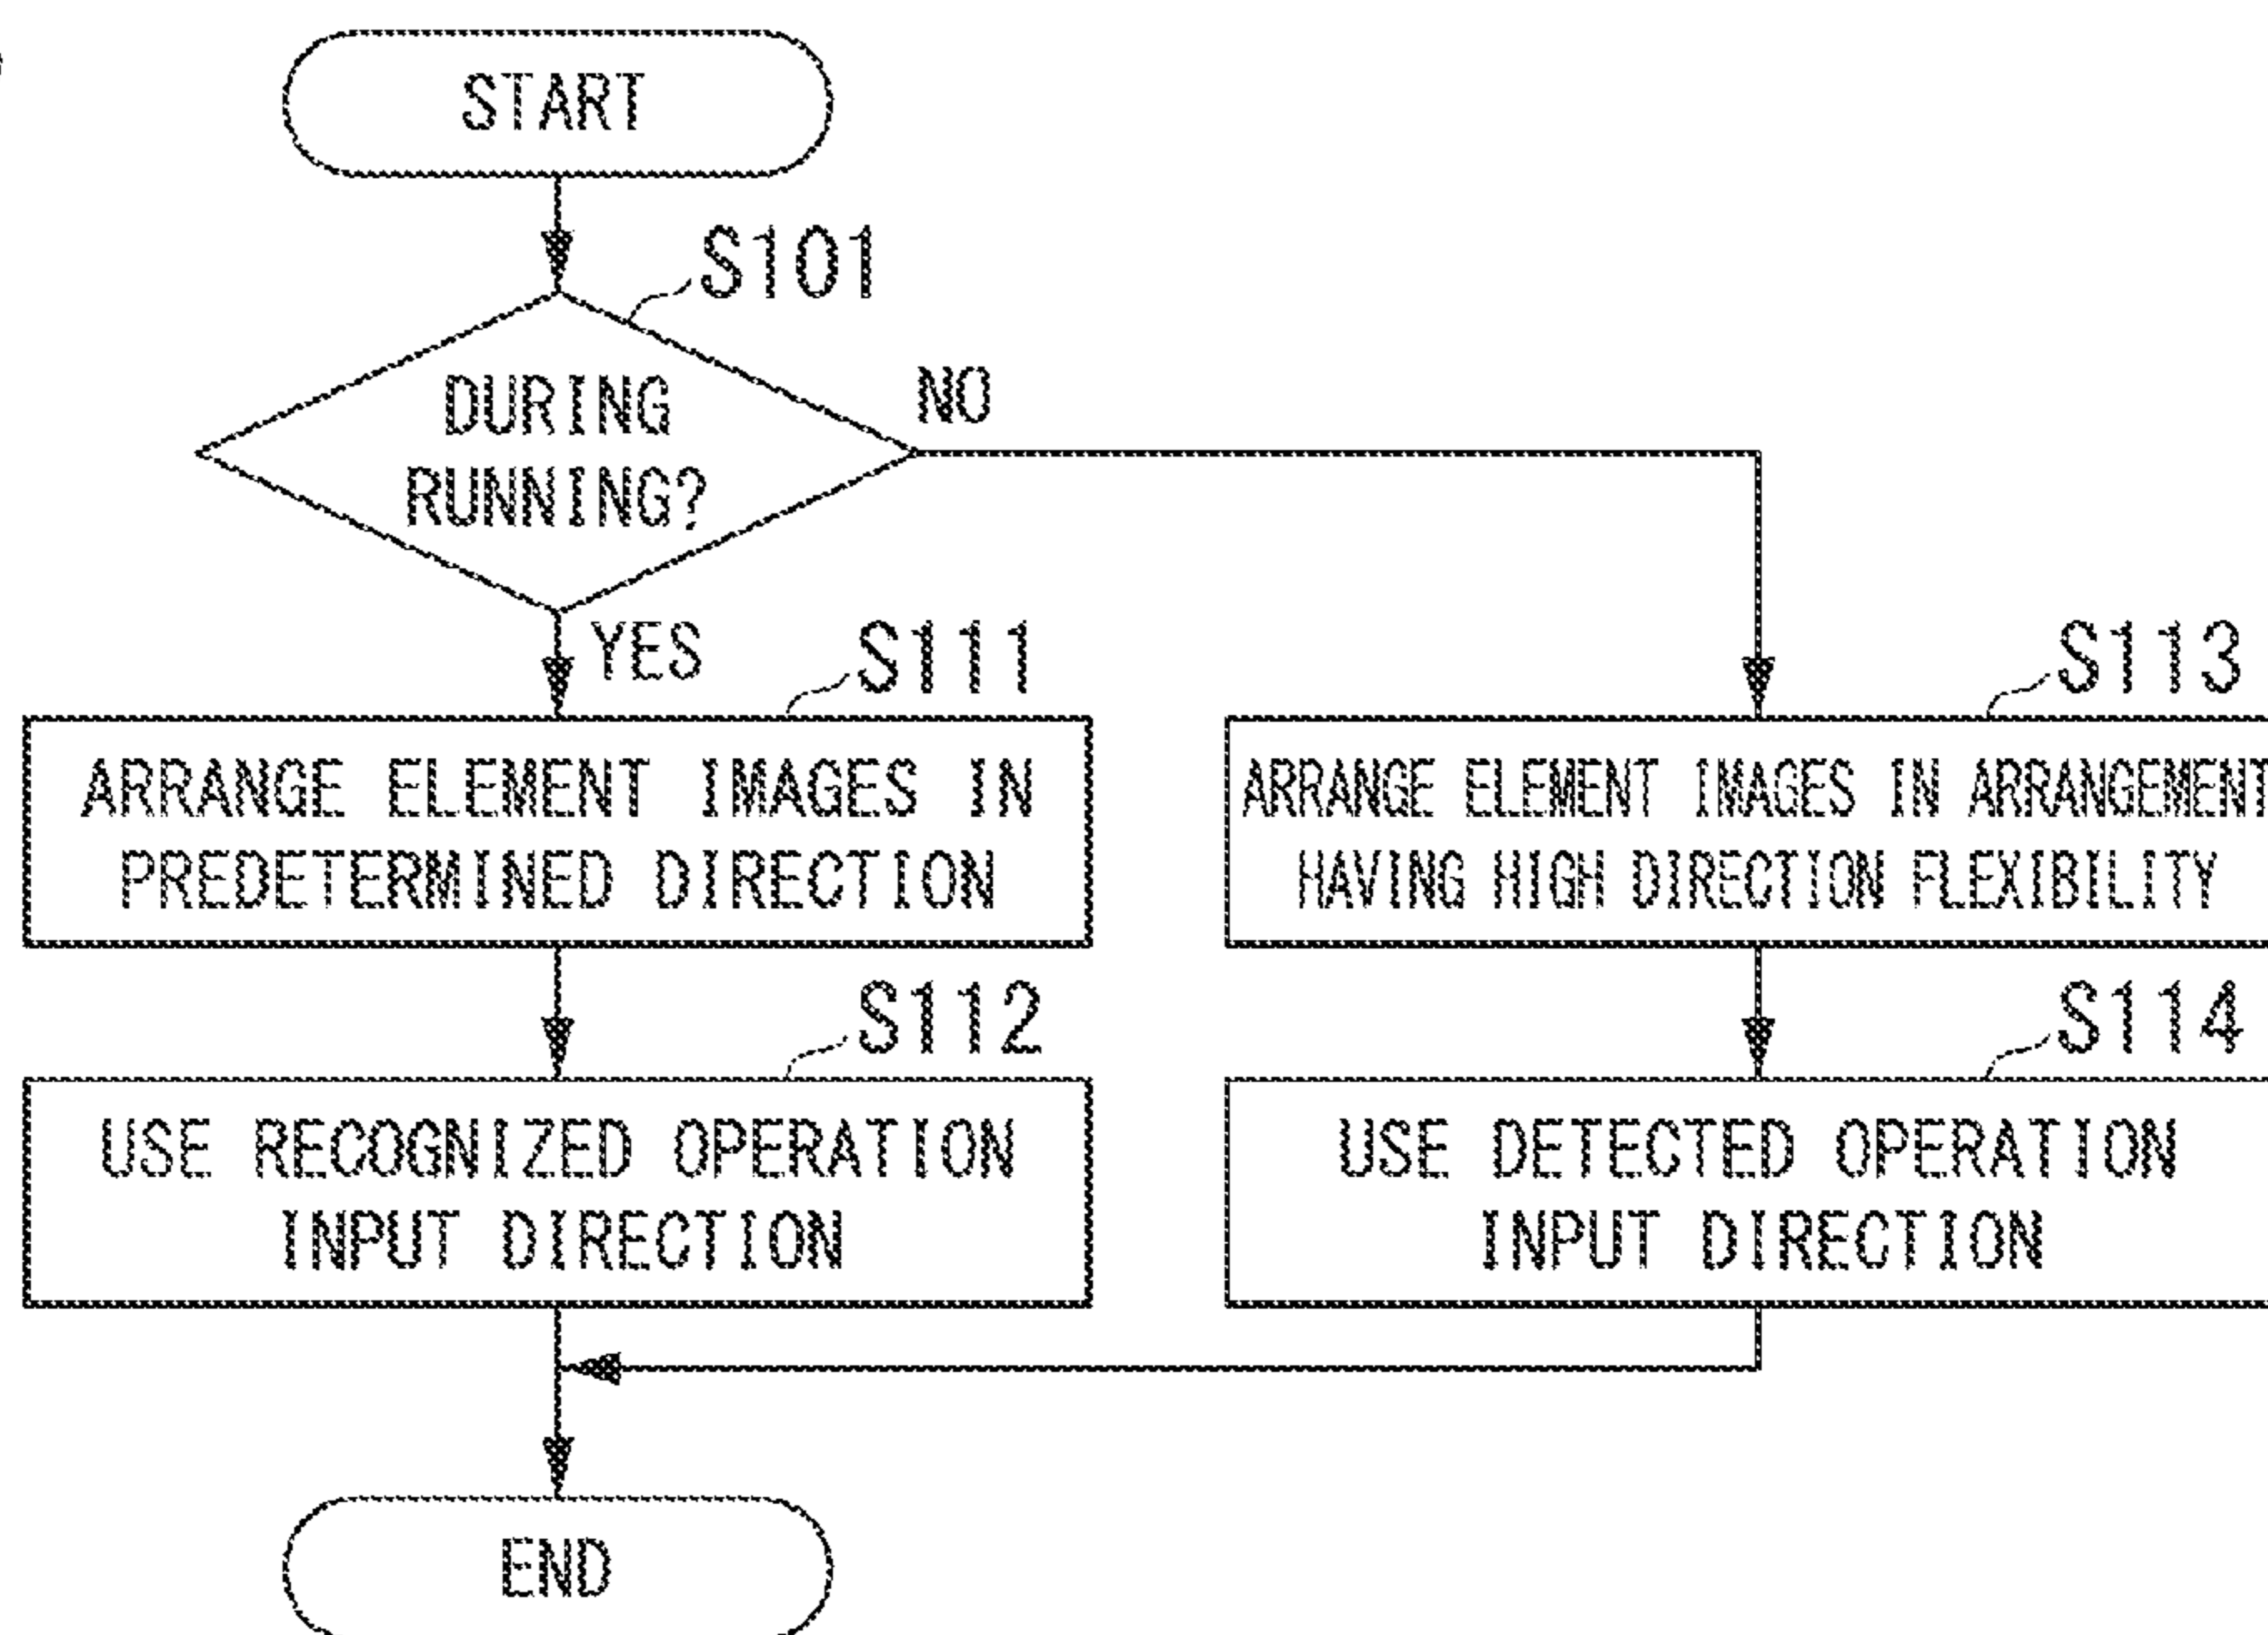 START
S101
DURING
RUNNING?
NO
YES
S111
ARRANGE ELEMENT IMAGES IN
PREDETERMINED DIRECTION
S113
ARRANGE ELEMENT IMAGES IN ARRANGEMENT
HAVING HIGH DIRECTION FLEXIBILITY
S112
USE RECOGNIZED OPERATION
INPUT DIRECTION
S114
USE DETECTED OPERATION
INPUT DIRECTION
END